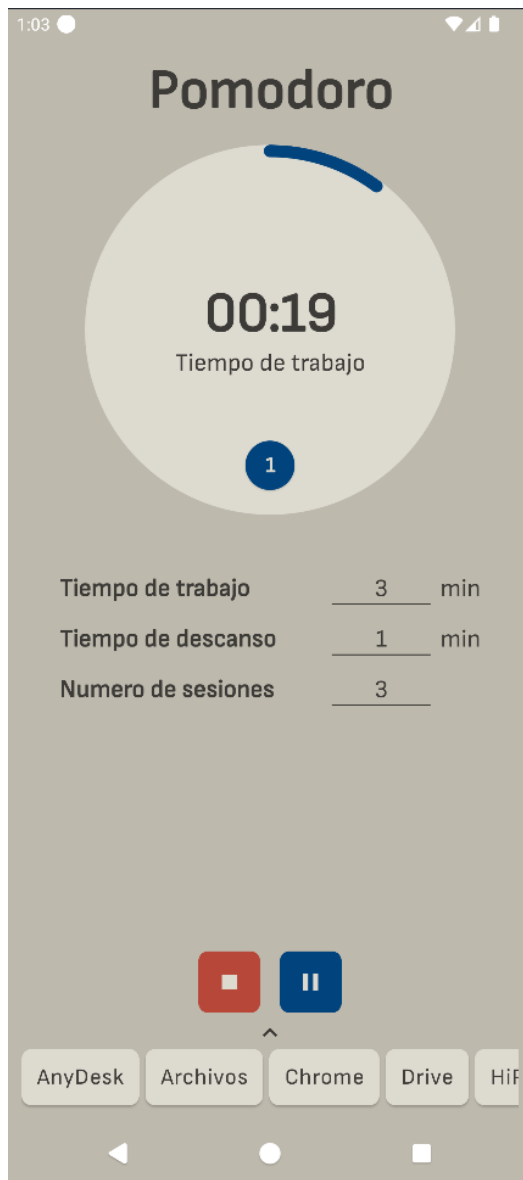 1:03
Pomodoro
00:19
Tiempo de trabajo
1
Tiempo de trabajo 3 min
Tiempo de descanso 1 min
Numero de sesiones 3
AnyDesk Archivos Chrome Drive